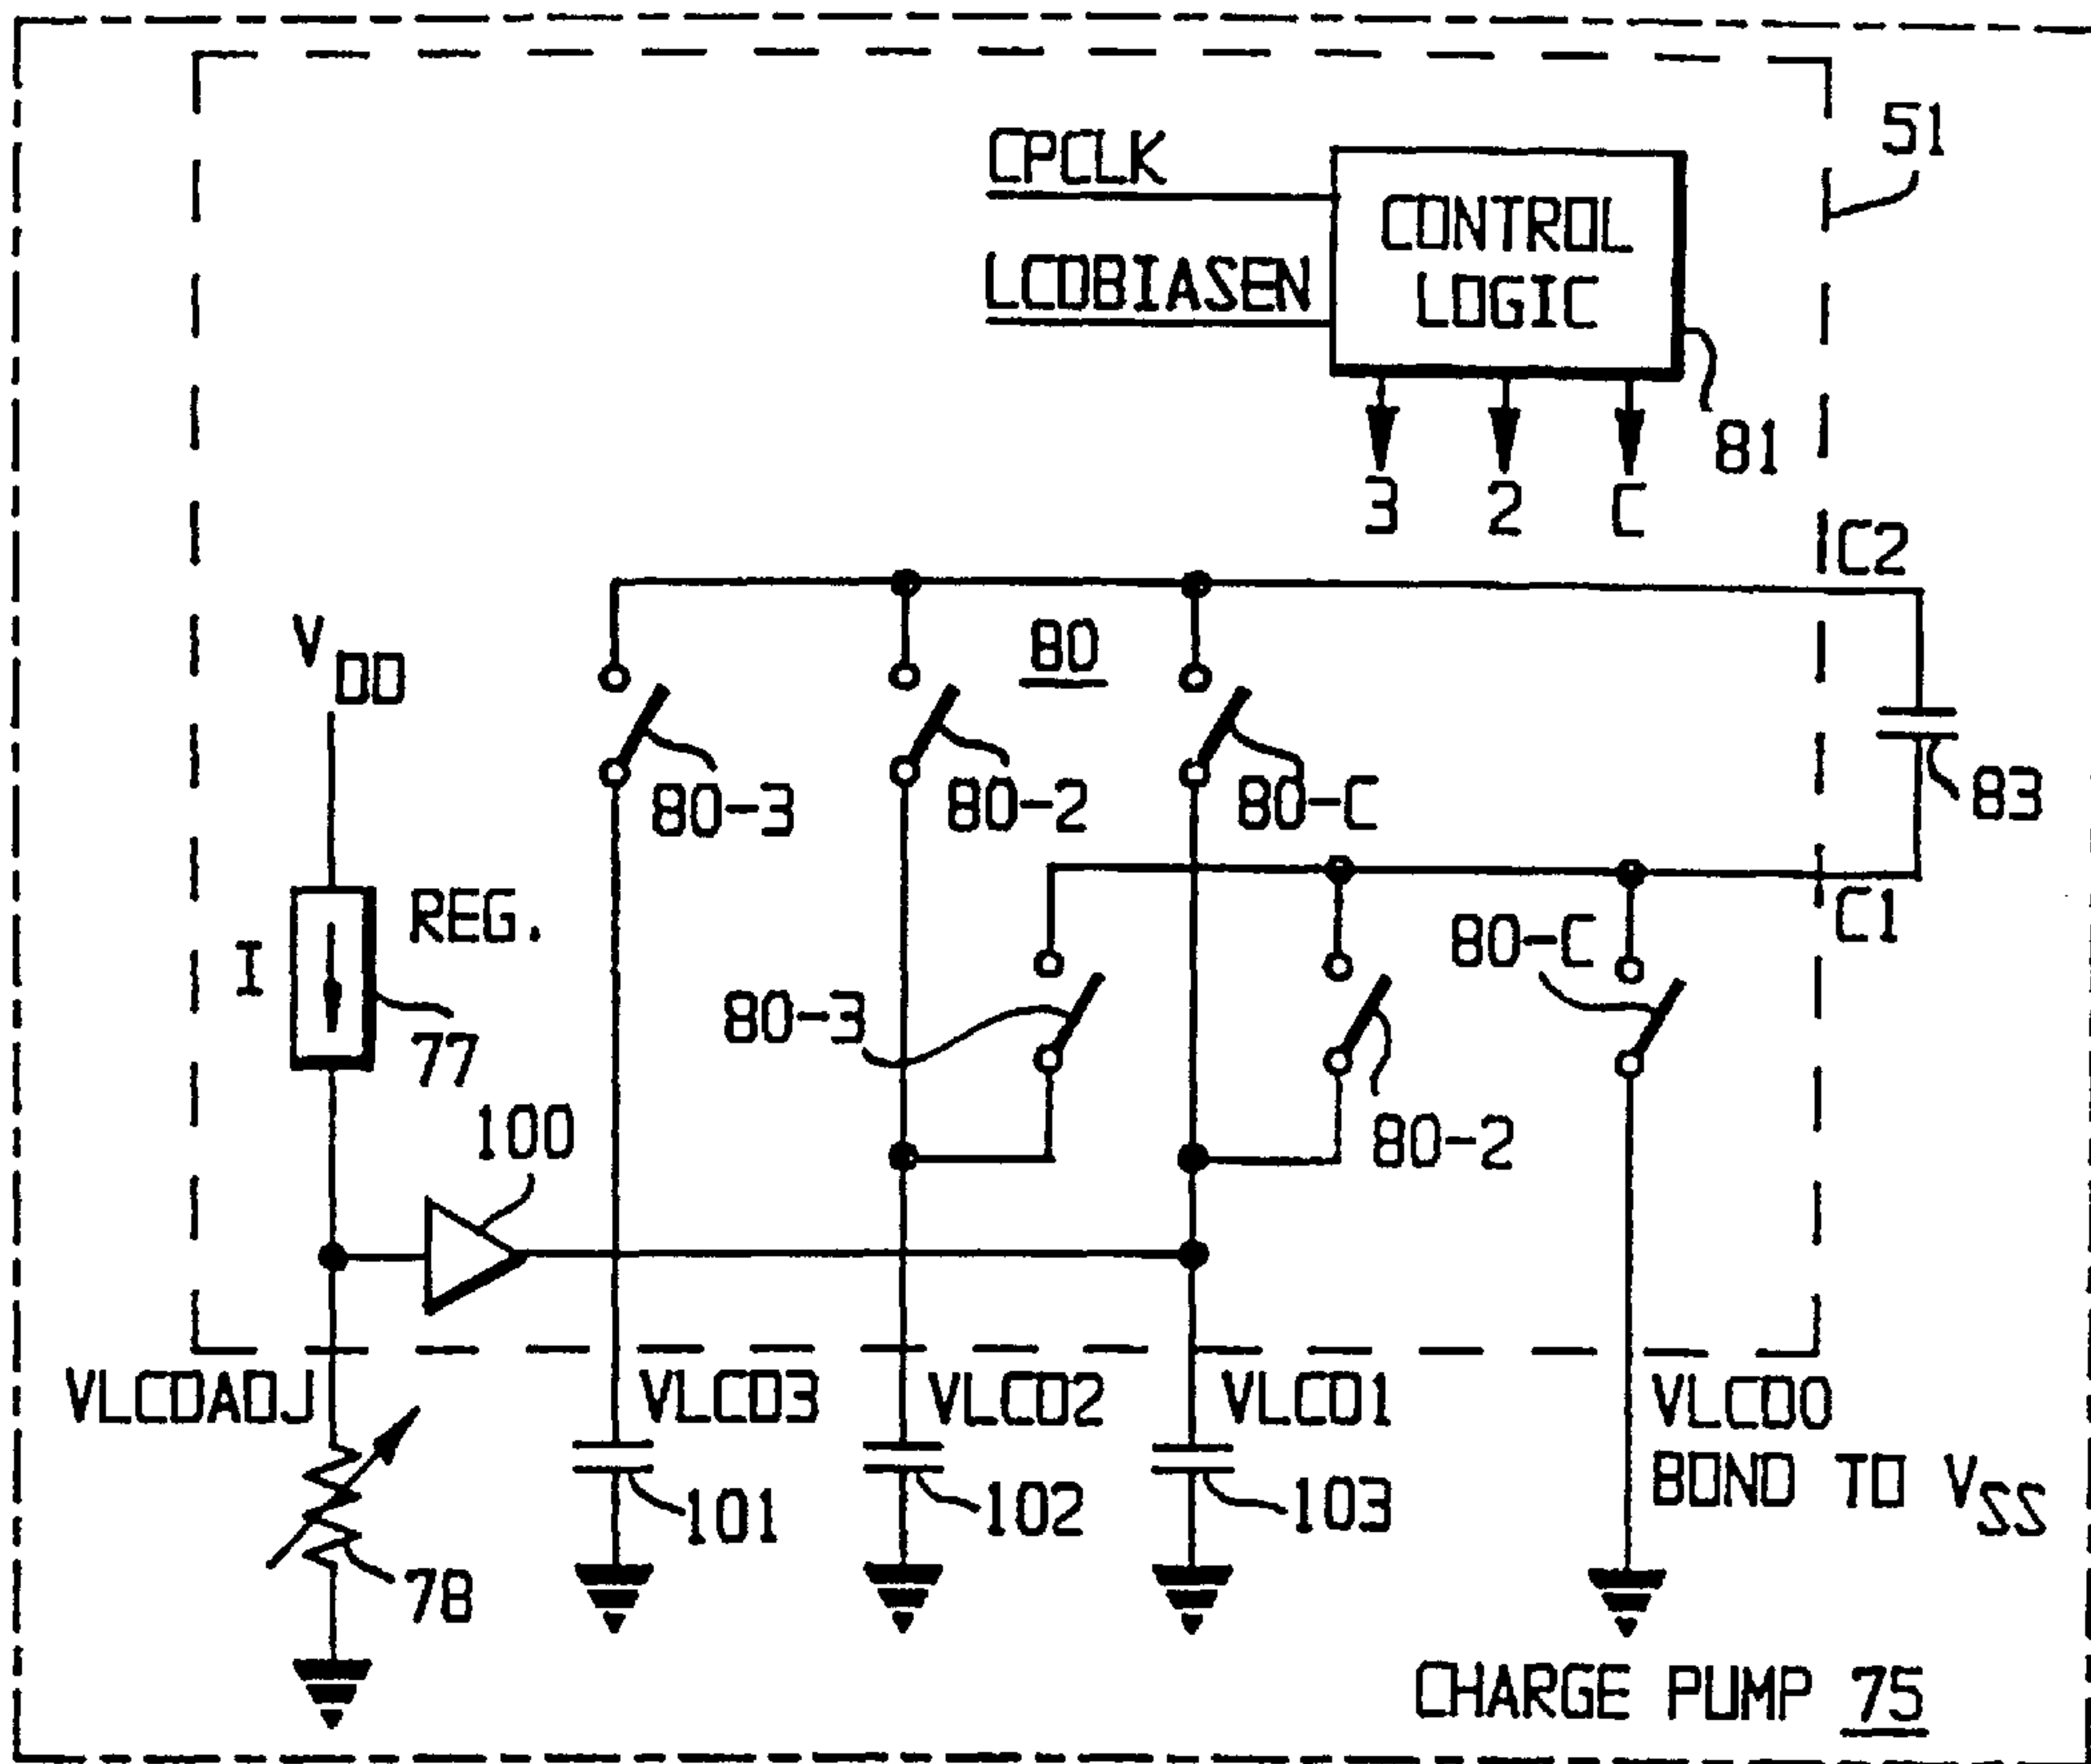 CPCLK
LCDBIASEN
CONTROL
LOGIC
51
81
3 2 C
C2
VDD
80
80-3
80-2
80-C
83
I
REG.
77
C1
80-C
80-3
80-2
100
VLCDADJ
VLCD3
VLCD2
VLCD1
VLCD0
BOND TO VSS
101
102
103
78
CHARGE PUMP 75